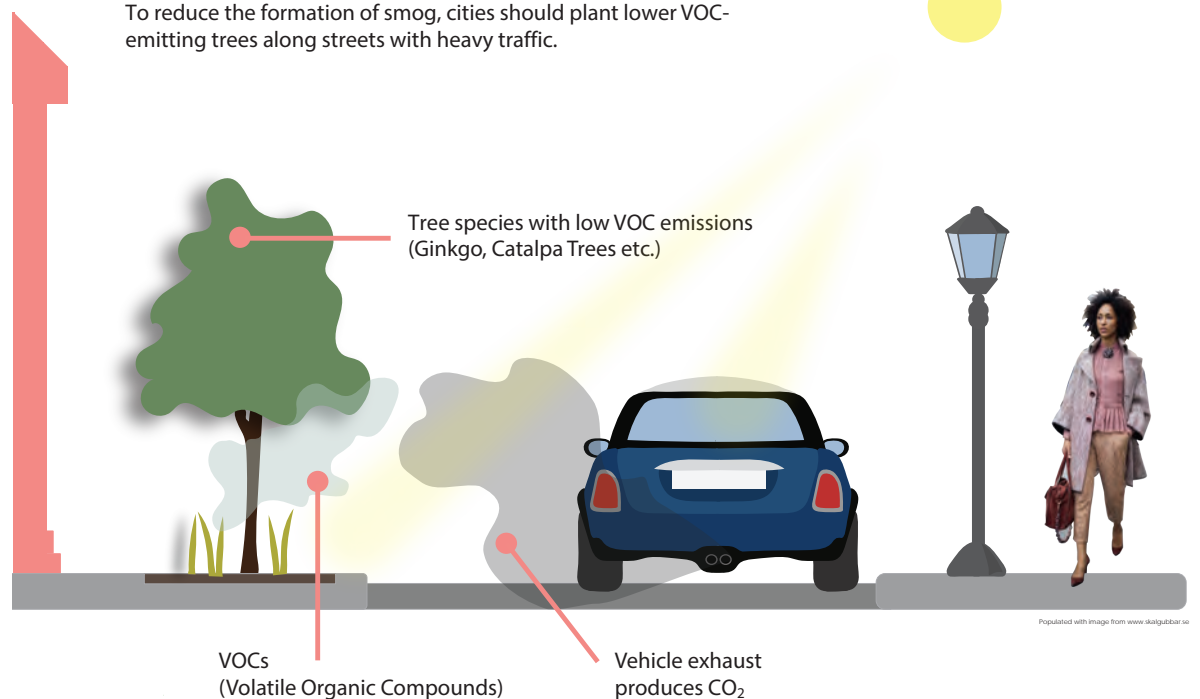 To reduce the formation of smog, cities should plant lower VOC-
emitting trees along streets with heavy traffic.
Tree species with low VOC emissions
(Ginkgo, Catalpa Trees etc.)
Populated with image from www.skalgubbar.se
VOCs
(Volatile Organic Compounds)
Vehicle exhaust
produces CO₂